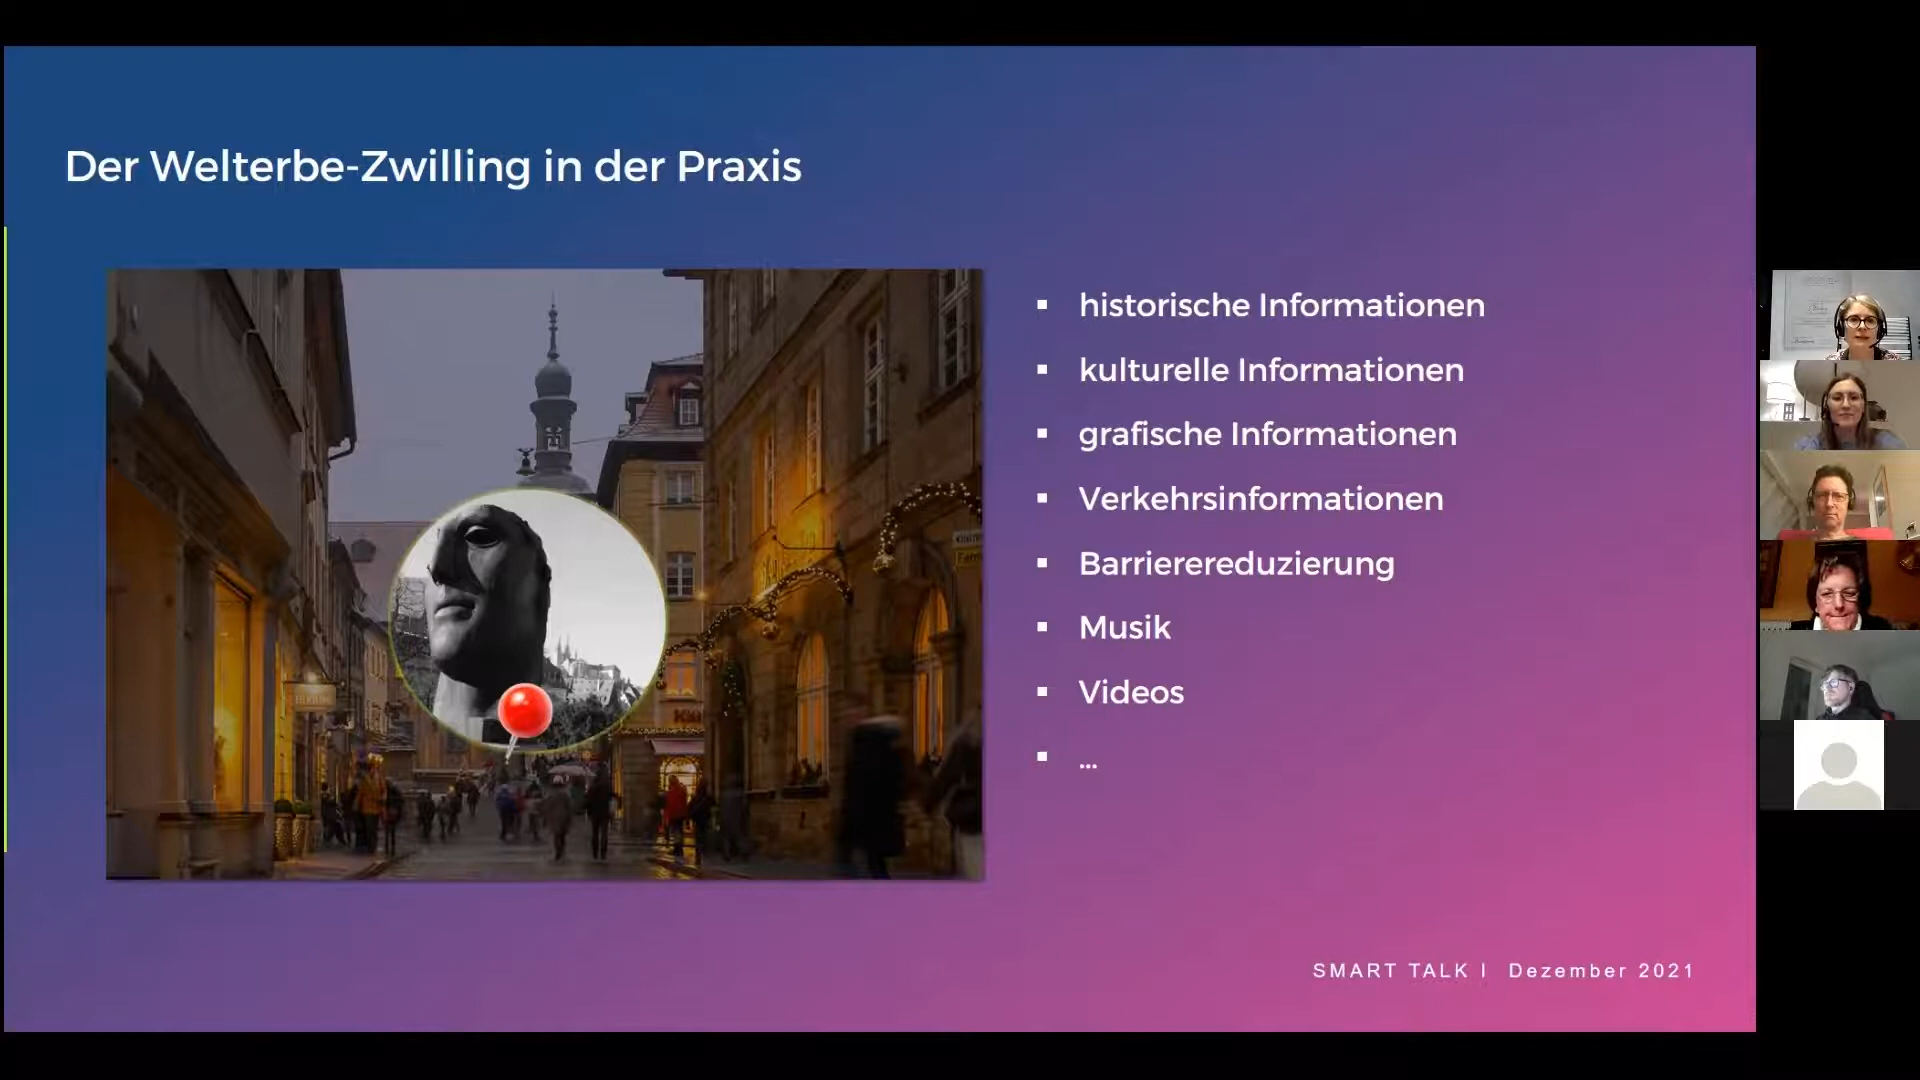 Der Welterbe-Zwilling in der Praxis
▪ historische Informationen
▪ kulturelle Informationen
▪ grafische Informationen
▪ Verkehrsinformationen
▪ Barrierereduzierung
▪ Musik
▪ Videos
▪ ...
SMART TALK I Dezember 2021